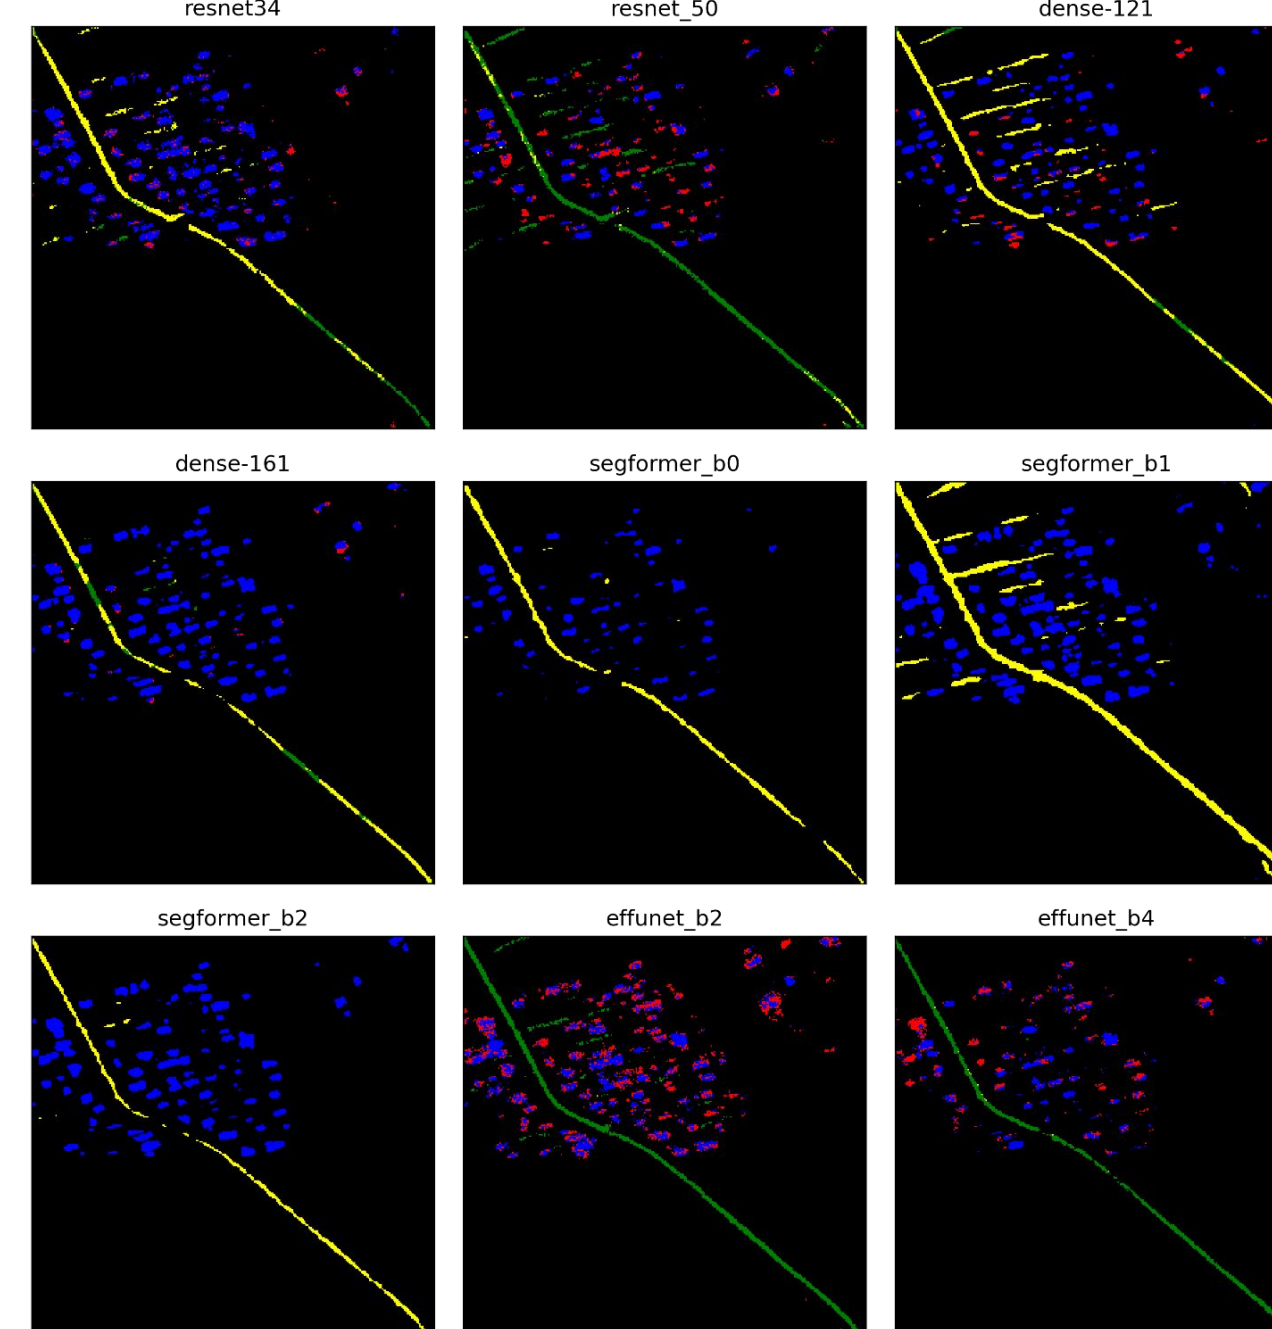 resnet34
resnet_50
dense-121
dense-161
segformer_b0
segformer_b1
segformer_b2
effunet_b2
effunet_b4